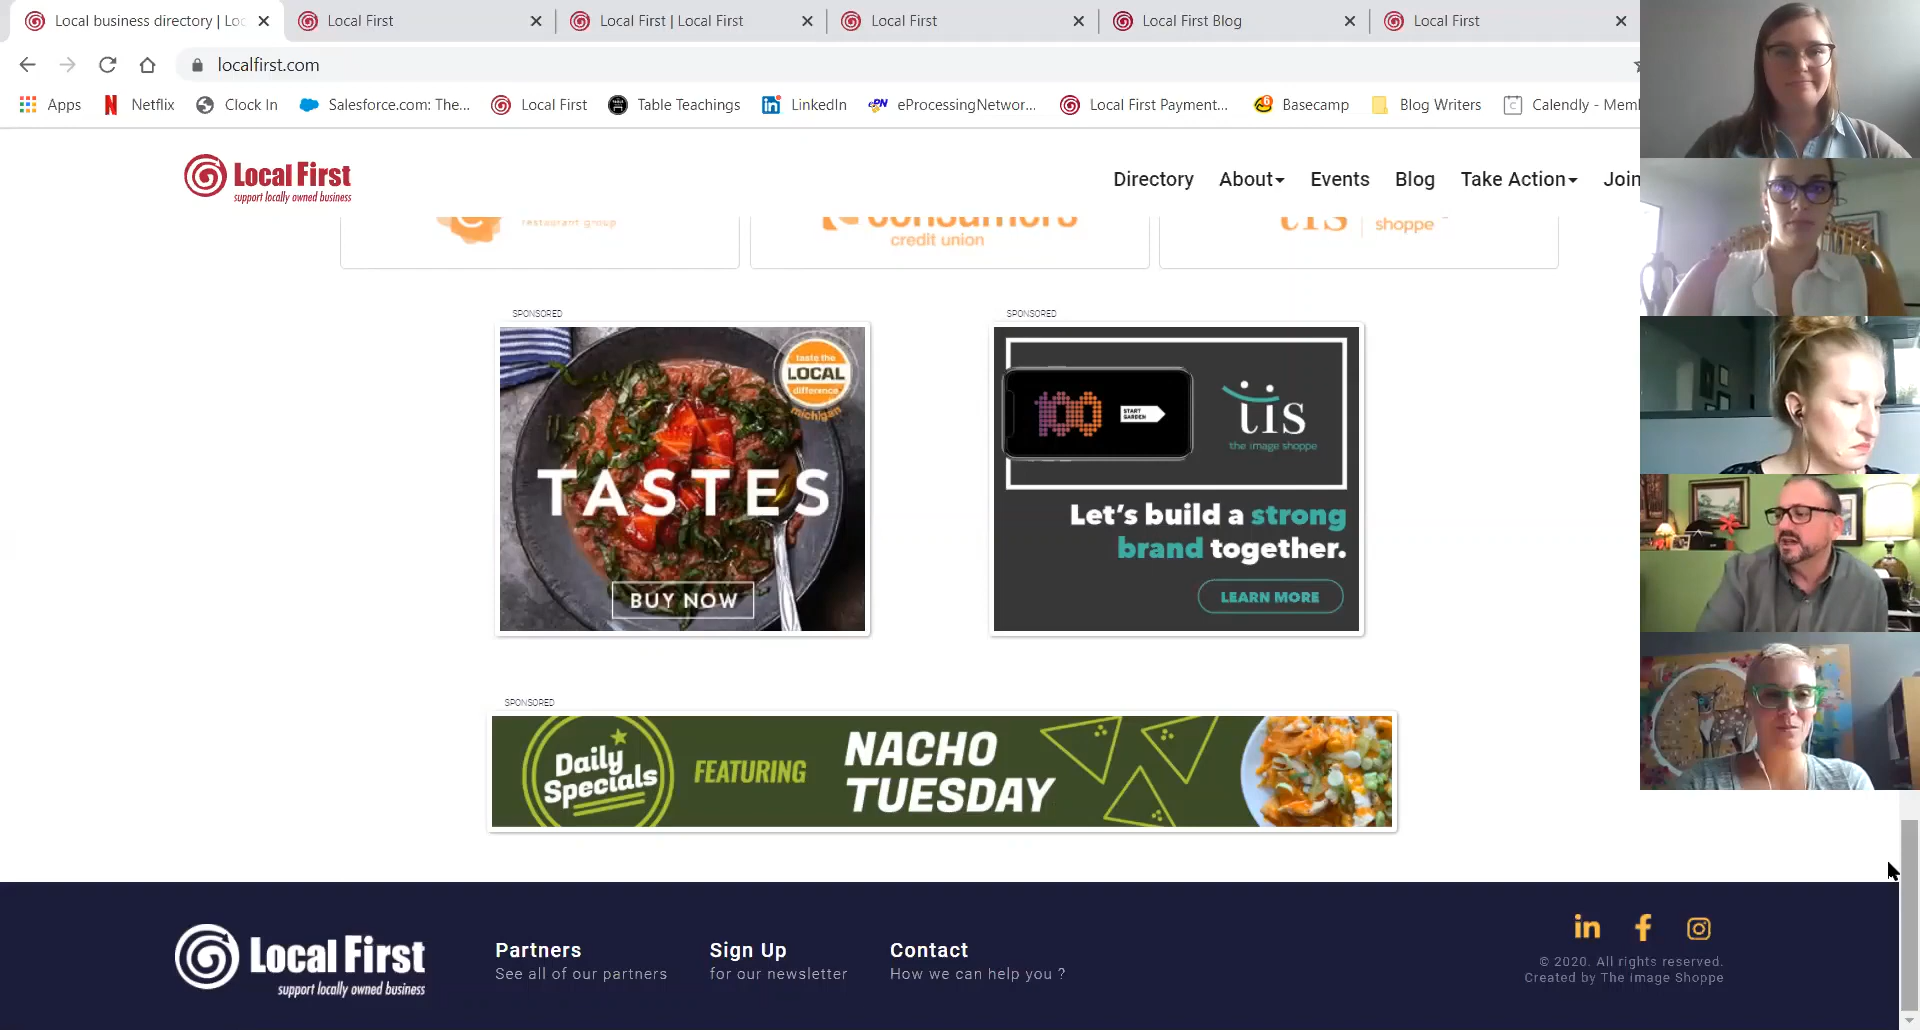 Local business directory | Loc
Local First
Local First | Local First
Local First
Local First Blog
Local First
localfirst.com
Apps
Netflix
Clock In
Salesforce.com: The...
Local First
Table Teachings
LinkedIn
eProcessingNetwor...
Local First Payment...
Basecamp
Blog Writers
Calendly - Mem
Local First
support locally owned business
Directory
About
Events
Blog
Take Action
Join
restaurant group
consumers
credit union
tis
shoppe
SPONSORED
taste the
LOCAL
difference
michigan
TASTES
BUY NOW
SPONSORED
100
START
GARDEN
tis
the image shoppe
Let's build a strong
brand together.
LEARN MORE
SPONSORED
Daily
Specials
FEATURING
NACHO
TUESDAY
Local First
support locally owned business
Partners
See all of our partners
Sign Up
for our newsletter
Contact
How we can help you ?
in
f
© 2020. All rights reserved.
Created by The image Shoppe